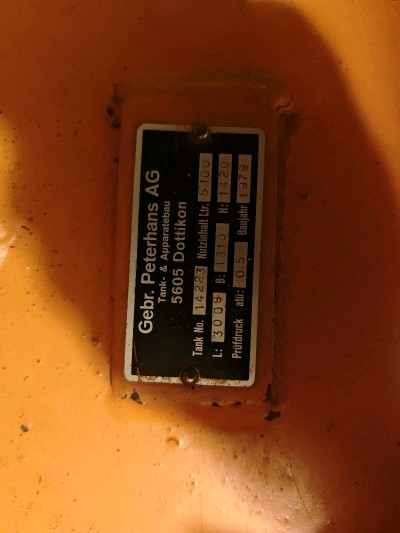 Gebr. Peterhans AG
Tank- & Apparatebau
5605 Dottikon
Tank No. 14223 Nutzinhalt Ltr. 5100
L: 3009 B: 1310 H: 1420
Prüfdruck atü: 0.5 Baujahr 1979